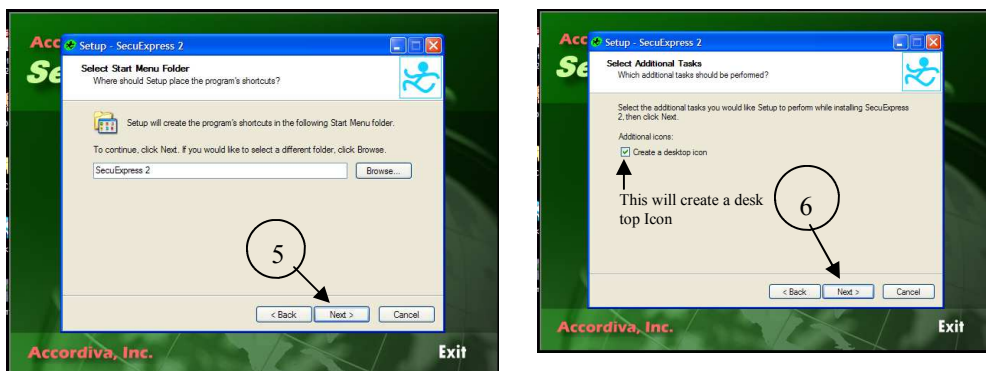 Acc
Setup - SecuExpress 2
Se
Select Start Menu Folder
Where should Setup place the program's shortcuts?
Setup will create the program's shortcuts in the following Start Menu folder.
To continue, click Next. If you would like to select a different folder, click Browse.
SecuExpress 2
Browse...
5
< Back
Next >
Cancel
Accordiva, Inc.
Exit
Acc
Setup - SecuExpress 2
Se
Select Additional Tasks
Which additional tasks should be performed?
Select the additional tasks you would like Setup to perform while installing SecuExpress
2, then click Next.
Additional icons:
Create a desktop icon
This will create a desk
top Icon
6
< Back
Next >
Cancel
Accordiva, Inc.
Exit